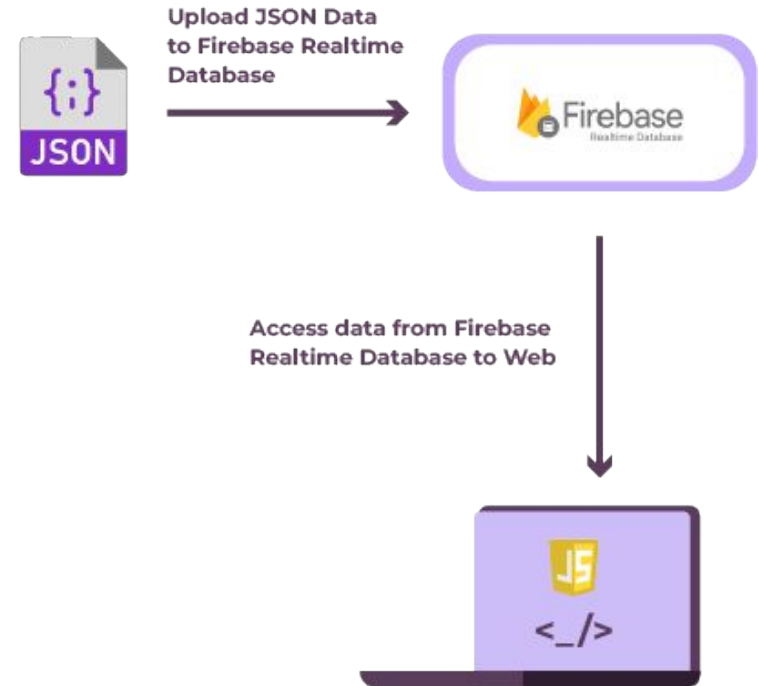 Upload JSON Data
to Firebase Realtime
Database
{;}
JSON
Firebase
Realtime Database
Access data from Firebase
Realtime Database to Web
JS
<_/>